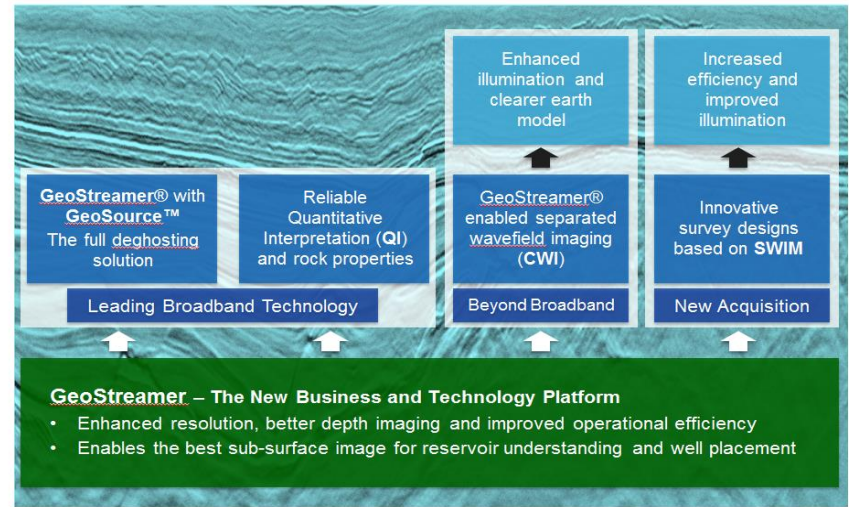 Enhanced
illumination and
clearer earth
model
Increased
efficiency and
improved
illumination
GeoStreamer® with
GeoSource™
The full deghosting
solution
Reliable
Quantitative
Interpretation (QI)
and rock properties
GeoStreamer®
enabled separated
wavefield imaging
(CWI)
Innovative
survey designs
based on SWIM
Leading Broadband Technology
Beyond Broadband
New Acquisition
GeoStreamer – The New Business and Technology Platform
• Enhanced resolution, better depth imaging and improved operational efficiency
• Enables the best sub-surface image for reservoir understanding and well placement